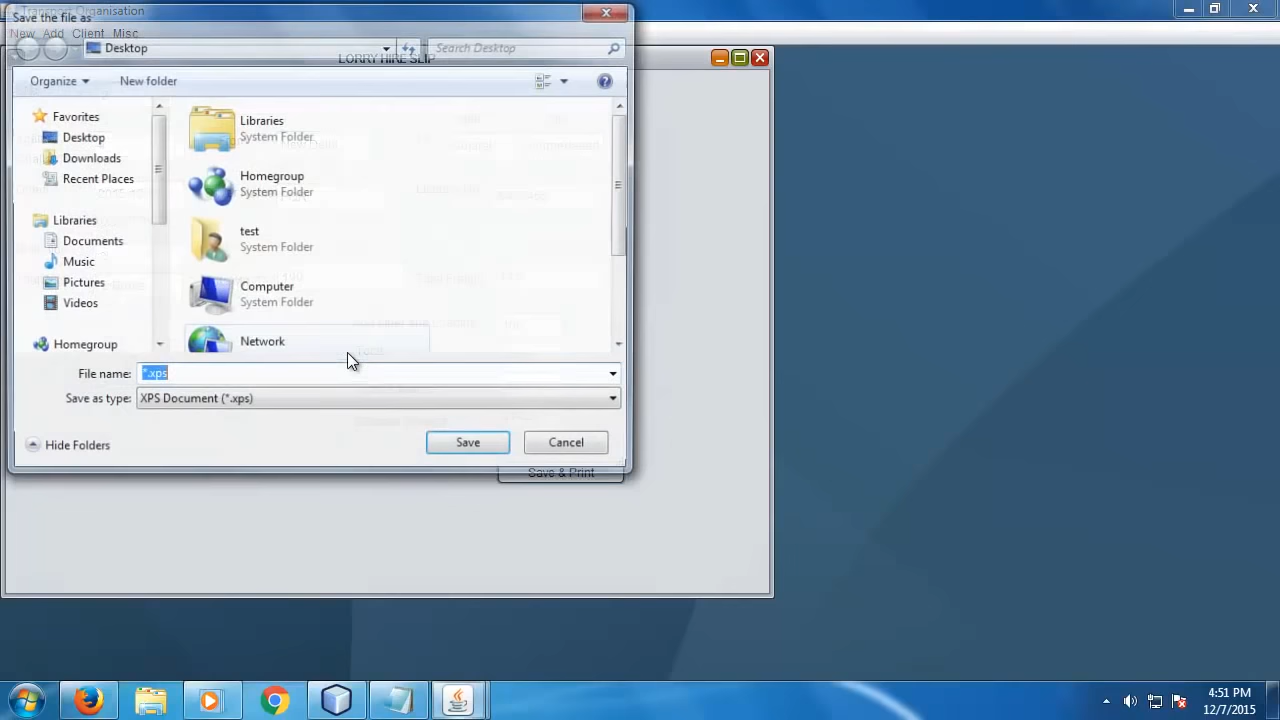 Transport Organisation
Save the file as
New Add Client Misc
Desktop
Search Desktop
LORRY HIRE SLIP
Organize
New folder
Favorites
Desktop
Downloads
Recent Places
Libraries
Documents
Music
Pictures
Videos
Homegroup
Libraries
System Folder
Homegroup
System Folder
test
System Folder
Computer
System Folder
Network
File name: *.xps
Save as type: XPS Document (*.xps)
Hide Folders
Save
Cancel
Save & Print
4:51 PM
12/7/2015